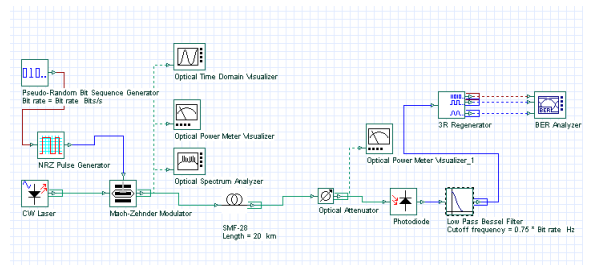 Optical Time Domain Visualizer
Pseudo-Random Bit Sequence Generator
Bit rate = Bit rate Bits/s
Optical Power Meter Visualizer
3R Regenerator
BER Analyzer
NRZ Pulse Generator
Optical Power Meter Visualizer_1
Optical Spectrum Analyzer
CW Laser
Mach-Zehnder Modulator
Optical Attenuator
Photodiode
Low Pass Bessel Filter
Cutoff frequency = 0.75 * Bit rate Hz
SMF-28
Length = 20 km